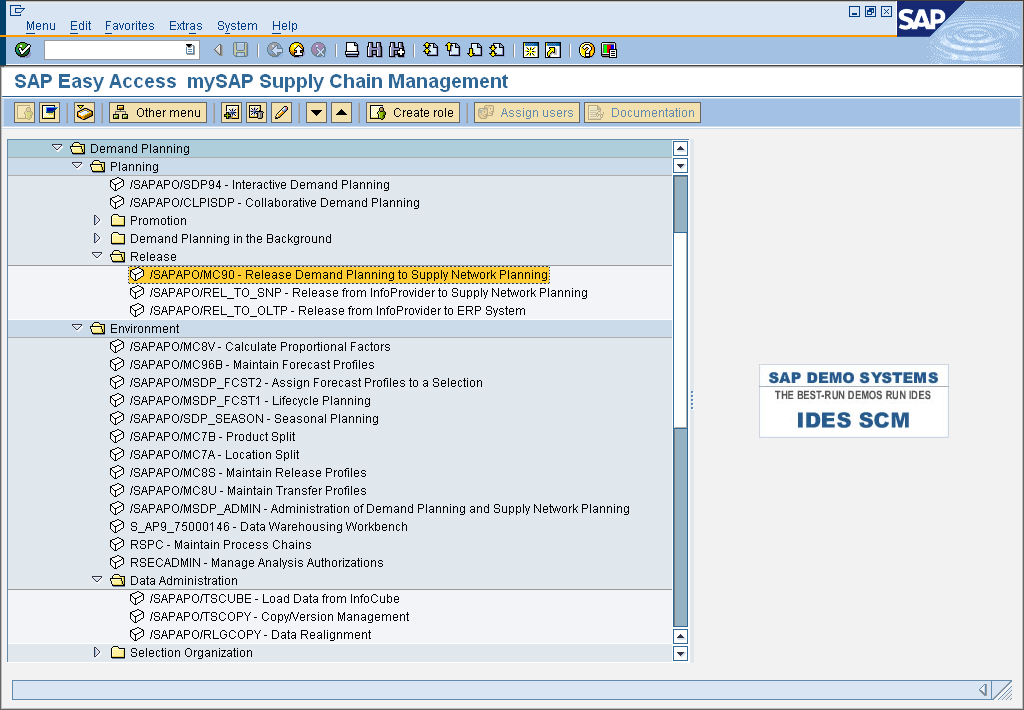 Menu Edit Favorites Extras System Help
SAP
SAP Easy Access mySAP Supply Chain Management
Other menu Create role Assign users Documentation
Demand Planning
Planning
/SAPAPO/SDP94 - Interactive Demand Planning
/SAPAPO/CLPISDP - Collaborative Demand Planning
Promotion
Demand Planning in the Background
Release
/SAPAPO/MC90 - Release Demand Planning to Supply Network Planning
/SAPAPO/REL_TO_SNP - Release from InfoProvider to Supply Network Planning
/SAPAPO/REL_TO_OLTP - Release from InfoProvider to ERP System
Environment
/SAPAPO/MC8V - Calculate Proportional Factors
/SAPAPO/MC96B - Maintain Forecast Profiles
/SAPAPO/MSDP_FCST2 - Assign Forecast Profiles to a Selection
/SAPAPO/MSDP_FCST1 - Lifecycle Planning
/SAPAPO/SDP_SEASON - Seasonal Planning
/SAPAPO/MC7B - Product Split
/SAPAPO/MC7A - Location Split
/SAPAPO/MC8S - Maintain Release Profiles
/SAPAPO/MC8U - Maintain Transfer Profiles
/SAPAPO/MSDP_ADMIN - Administration of Demand Planning and Supply Network Planning
S_AP9_75000146 - Data Warehousing Workbench
RSPC - Maintain Process Chains
RSECADMIN - Manage Analysis Authorizations
Data Administration
/SAPAPO/TSCUBE - Load Data from InfoCube
/SAPAPO/TSCOPY - Copy/Version Management
/SAPAPO/RLGCOPY - Data Realignment
Selection Organization
SAP DEMO SYSTEMS
THE BEST-RUN DEMOS RUN IDES
IDES SCM